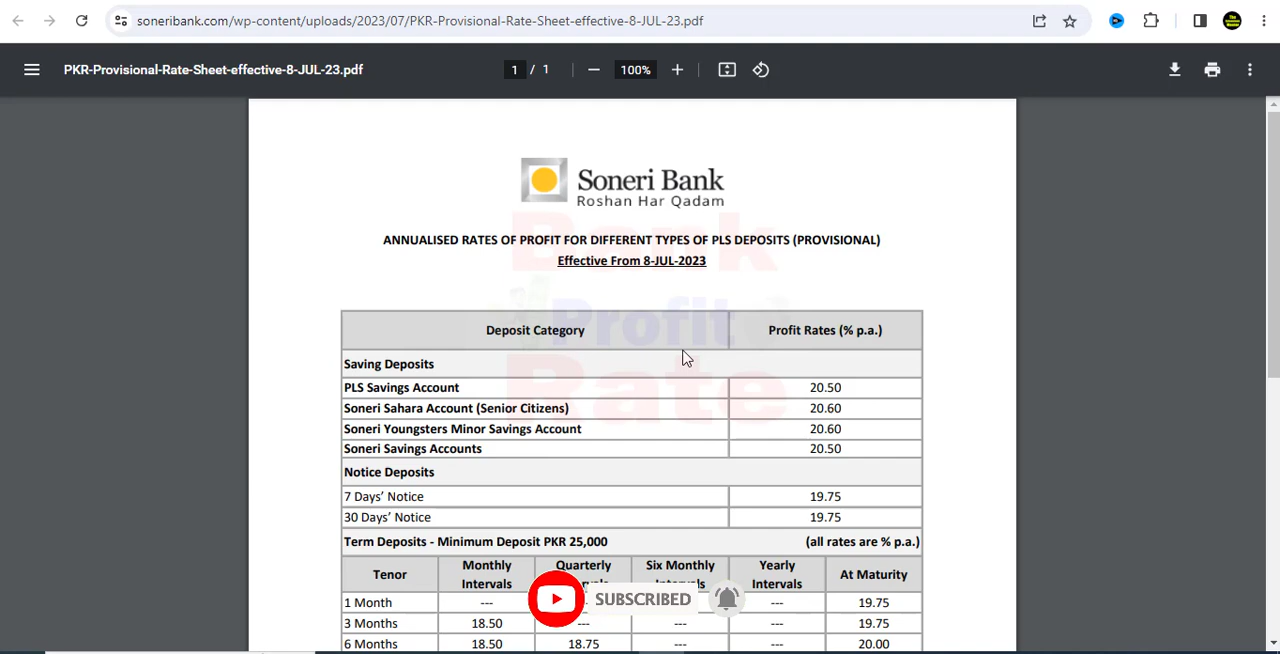 soneribank.com/wp-content/uploads/2023/07/PKR-Provisional-Rate-Sheet-effective-8-JUL-23.pdf
PKR-Provisional-Rate-Sheet-effective-8-JUL-23.pdf 1 / 1 100%
Soneri Bank
Roshan Har Qadam
Bank
Profit
Rate
ANNUALISED RATES OF PROFIT FOR DIFFERENT TYPES OF PLS DEPOSITS (PROVISIONAL)
Effective From 8-JUL-2023
Deposit Category Profit Rates (% p.a.)
Saving Deposits
PLS Savings Account 20.50
Soneri Sahara Account (Senior Citizens) 20.60
Soneri Youngsters Minor Savings Account 20.60
Soneri Savings Accounts 20.50
Notice Deposits
7 Days’ Notice 19.75
30 Days’ Notice 19.75
Term Deposits - Minimum Deposit PKR 25,000 (all rates are % p.a.)
Tenor Monthly Intervals Quarterly Six Monthly Yearly Intervals At Maturity
1 Month --- --- --- 19.75
3 Months 18.50 --- --- --- 19.75
6 Months 18.50 18.75 --- --- 20.00
SUBSCRIBED